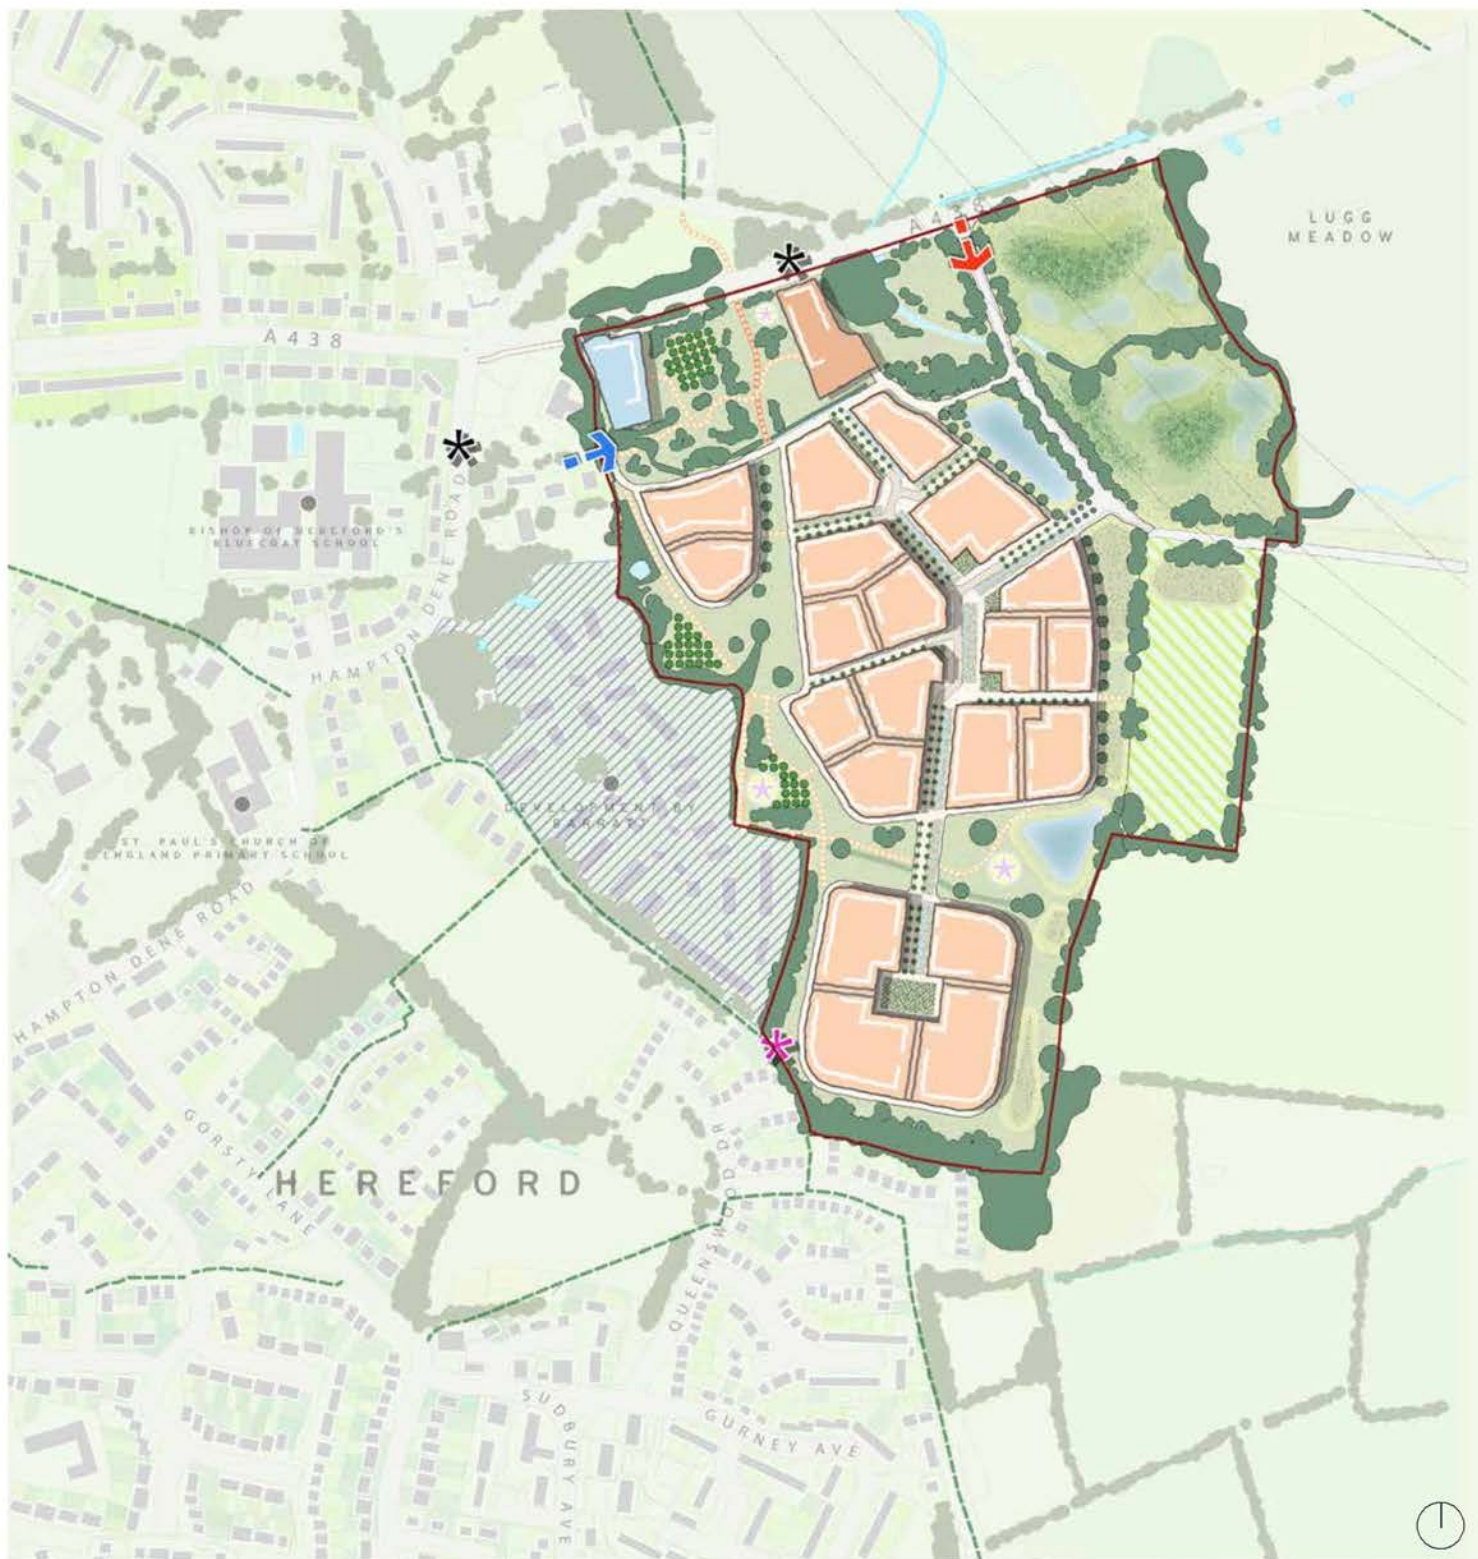 LUGG
MEADOW
A438
A438
BISHOP OF HEREFORD'S
BLUECOAT SCHOOL
HAMPTON DENE ROAD
DEVELOPMENT BY
BARRATT
ST. PAUL'S CHURCH OF
ENGLAND PRIMARY SCHOOL
HAMPTON DENE ROAD
GORSTY LANE
HEREFORD
QUEENSWOOD DR
SUDBURY AVE
GURNEY AVE